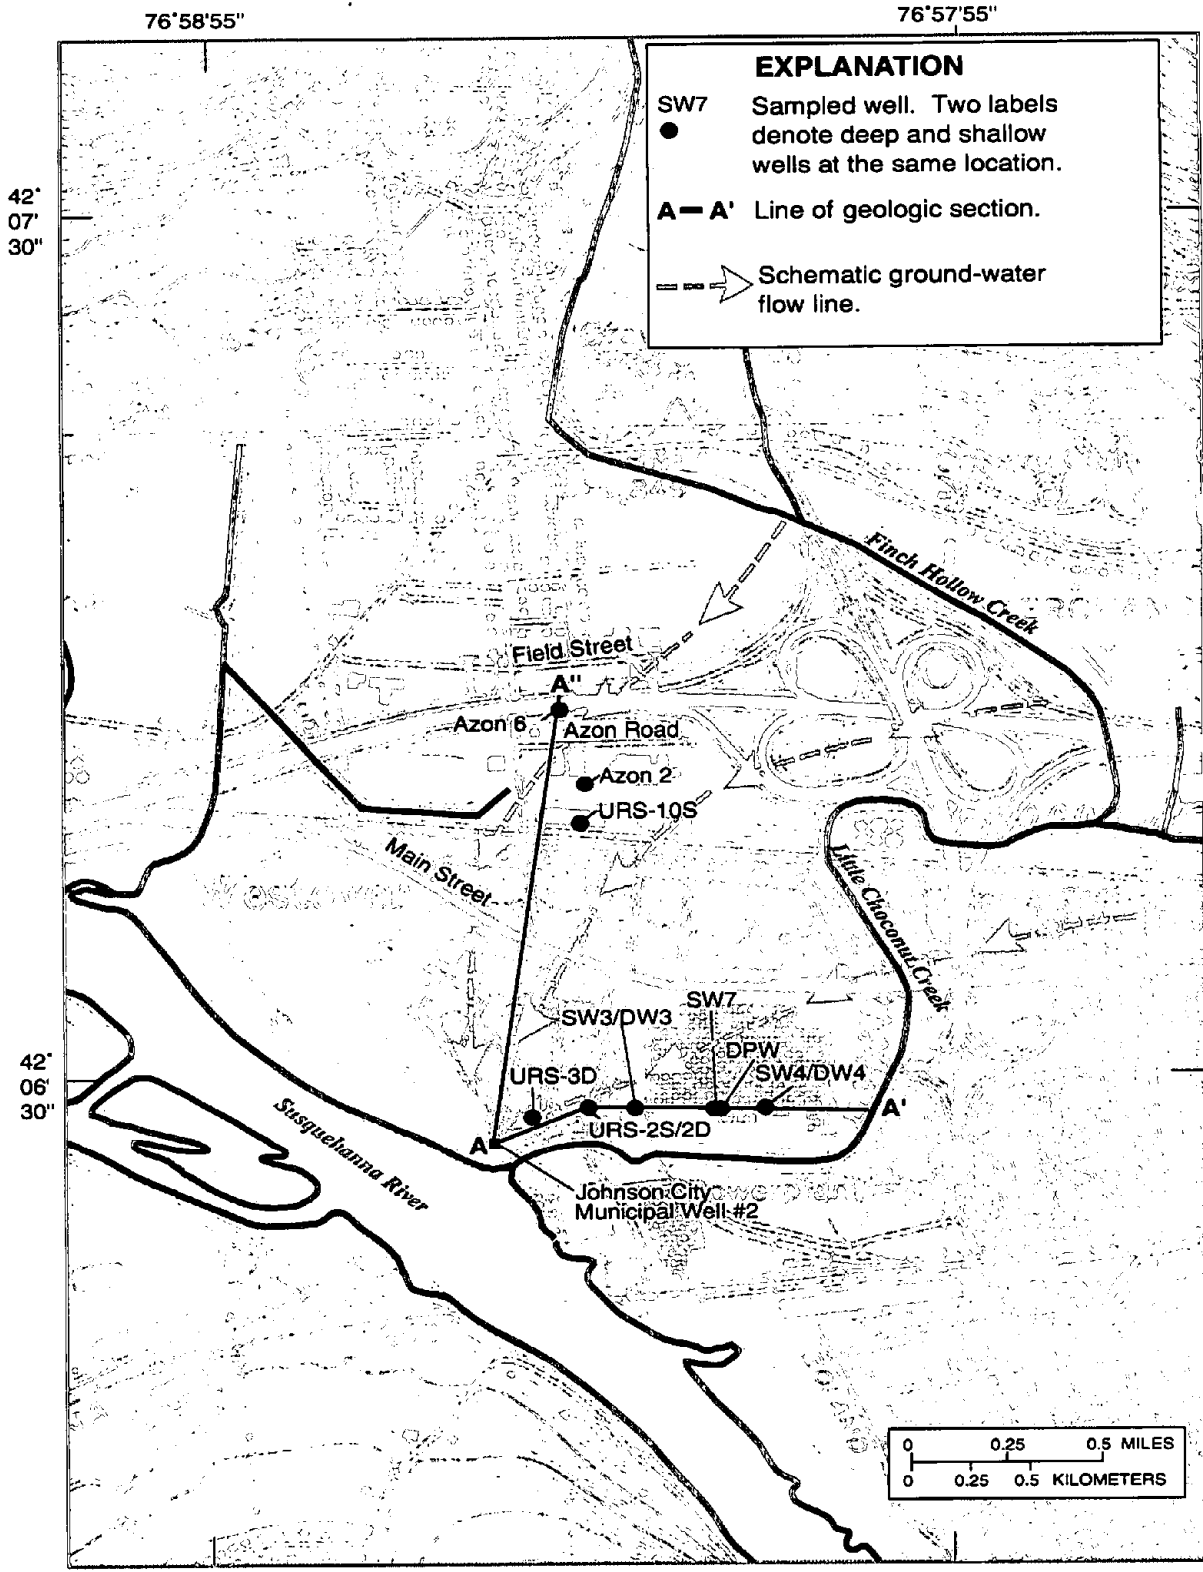 76°58'55"
76°57'55"
EXPLANATION
SW7
Sampled well. Two labels
denote deep and shallow
wells at the same location.
A — A' Line of geologic section.
Schematic ground-water
flow line.
42°
07'
30"
Finch Hollow Creek
Field Street
A"
Azon 6
Azon Road
Azon 2
URS-10S
Main Street
Little Choconut Creek
SW7
SW3/DW3
DPW
42°
06'
30"
URS-3D
SW4/DW4
A'
URS-2S/2D
A
Susquehanna River
Johnson City
Municipal Well #2
0 0.25 0.5 MILES
0 0.25 0.5 KILOMETERS